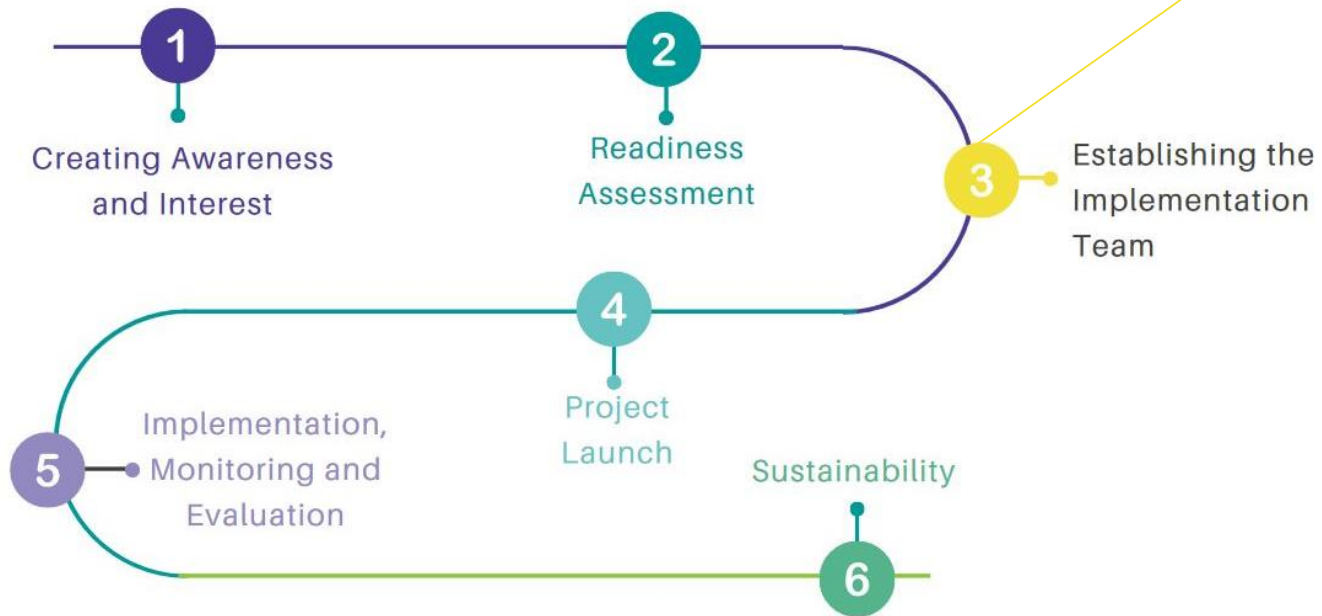 1
Creating Awareness
and Interest
2
Readiness
Assessment
3
Establishing the
Implementation
Team
4
Project
Launch
5
Implementation,
Monitoring and
Evaluation
6
Sustainability